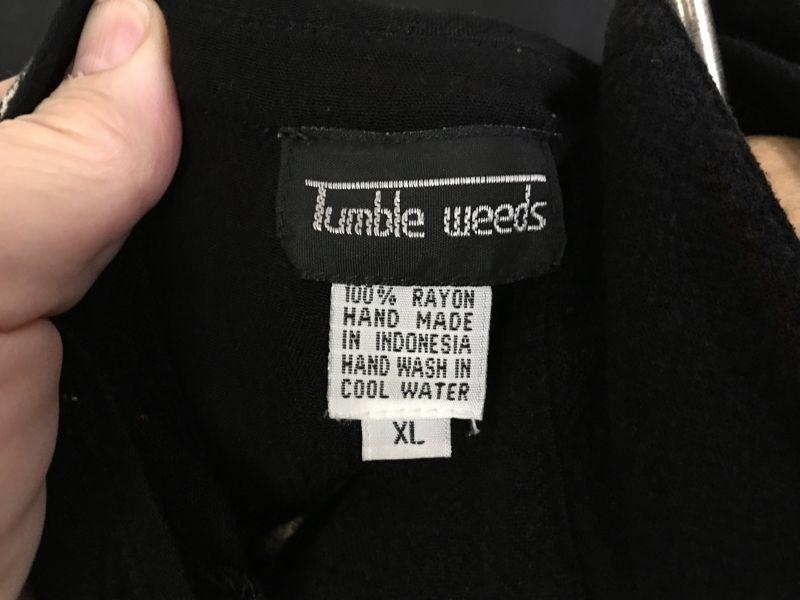 Tumble weeds
100% RAYON
HAND MADE
IN INDONESIA
HAND WASH IN
COOL WATER
XL